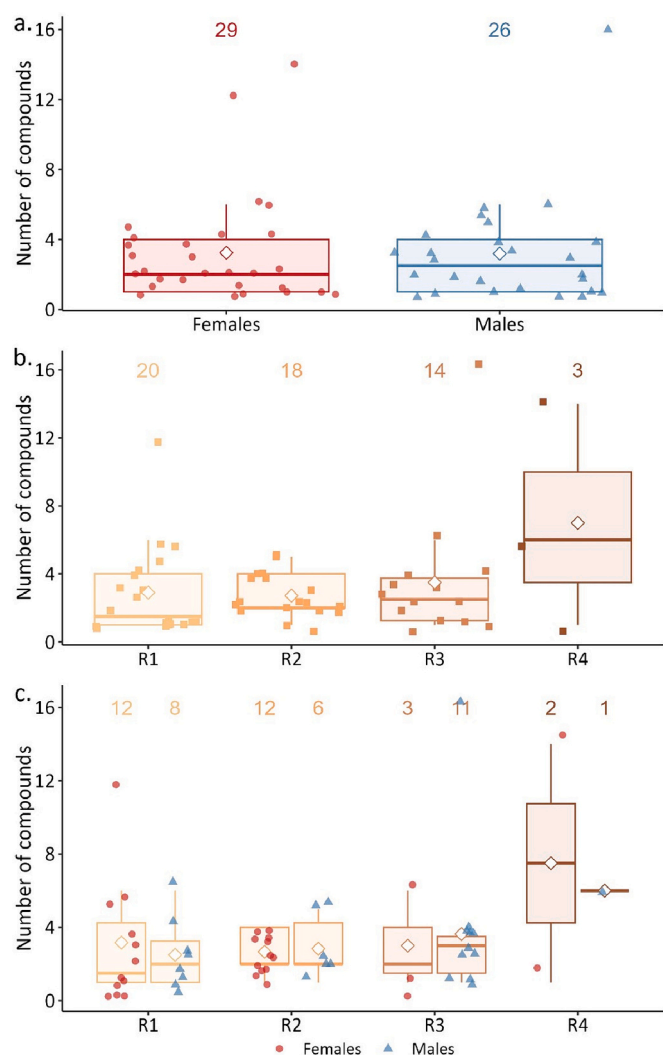 a.
29 26
16
12
8
4
0
Number of compounds
Females Males
b.
20 18 14 3
16
12
8
4
0
Number of compounds
R1 R2 R3 R4
c.
12 8 12 6 3 11 2 1
16
12
8
4
0
Number of compounds
R1 R2 R3 R4
Females Males